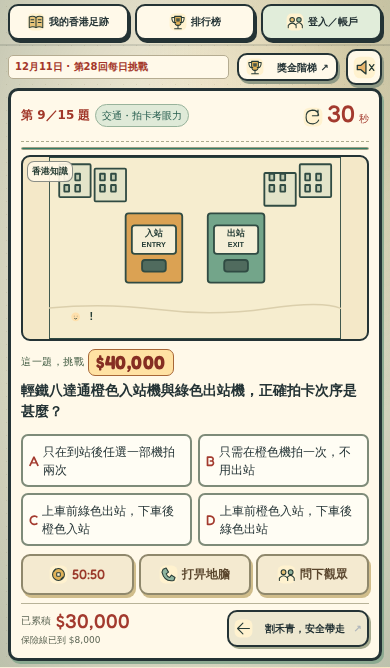 我的香港足跡
排行榜
登入／帳戶
12月11日・第28回每日挑戰
獎金階梯 ↗
第 9／15 題
交通・拍卡考眼力
30 秒
香港知識
入站
ENTRY
出站
EXIT
!
這一題，挑戰 $40,000
輕鐵八達通橙色入站機與綠色出站機，正確拍卡次序是
甚麼？
A 只在到站後任選一部機拍
兩次
B 只需在橙色機拍一次，不
用出站
C 上車前綠色出站，下車後
橙色入站
D 上車前橙色入站，下車後
綠色出站
50:50
打畀地膽
問下觀眾
已累積 $30,000
保險線已到 $8,000
割禾青，安全帶走 ↗